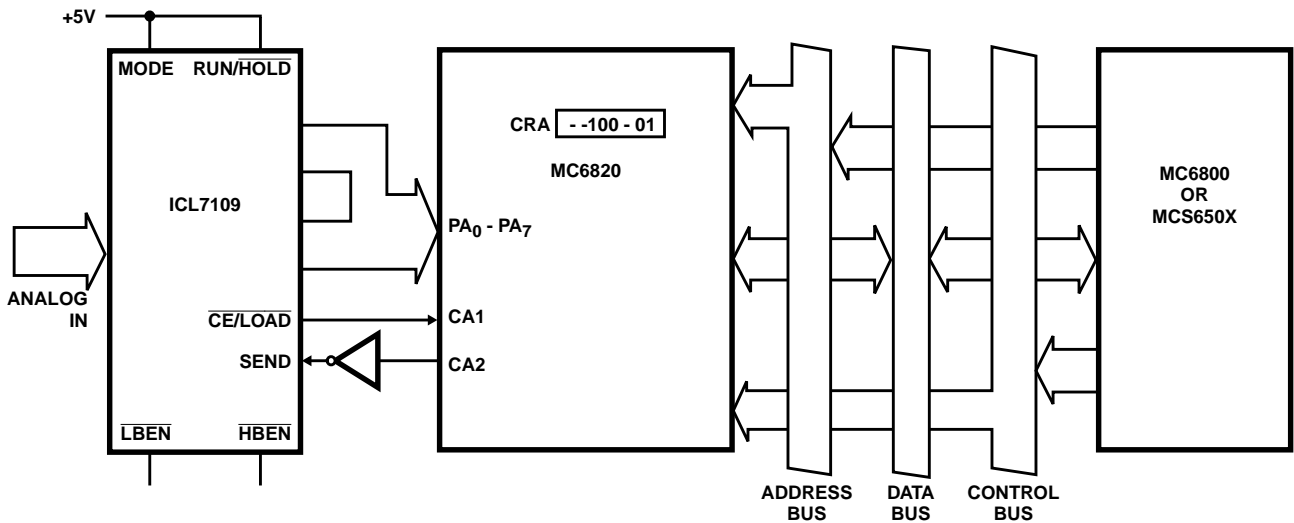 +5V
MODE RUN/HOLD
ICL7109
ANALOG
IN
CE/LOAD
SEND
LBEN HBEN
CRA - -100 - 01
MC6820
PA0 - PA7
CA1
CA2
MC6800
OR
MCS650X
ADDRESS
BUS
DATA
BUS
CONTROL
BUS